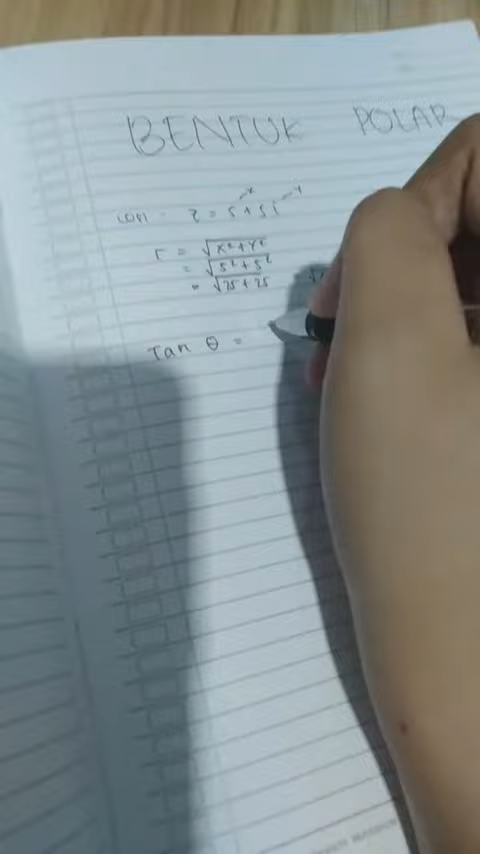 BENTUK POLAR
x y
con = z = 5 + 5i
r = √x²+y²
= √5²+5²
= √25+25
Tan θ =